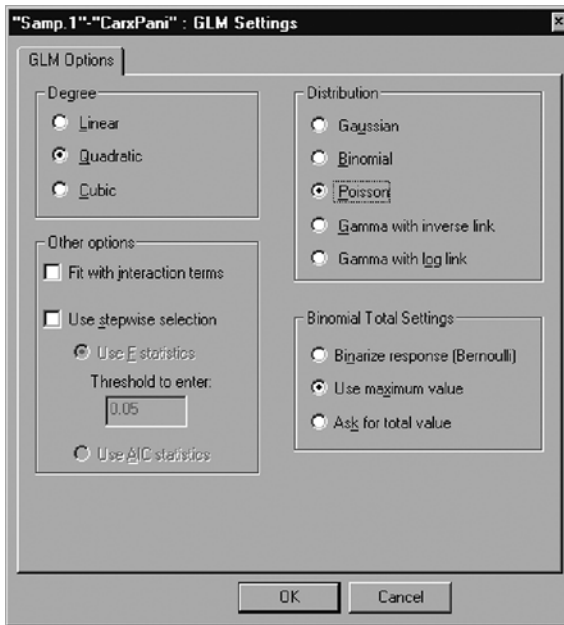 "Samp.1"-"CarxPani" : GLM Settings
GLM Options
Degree
Linear
Quadratic
Cubic
Other options
Fit with interaction terms
Use stepwise selection
Use F statistics
Threshold to enter:
0.05
Use AIC statistics
Distribution
Gaussian
Binomial
Poisson
Gamma with inverse link
Gamma with log link
Binomial Total Settings
Binarize response (Bernoulli)
Use maximum value
Ask for total value
OK
Cancel